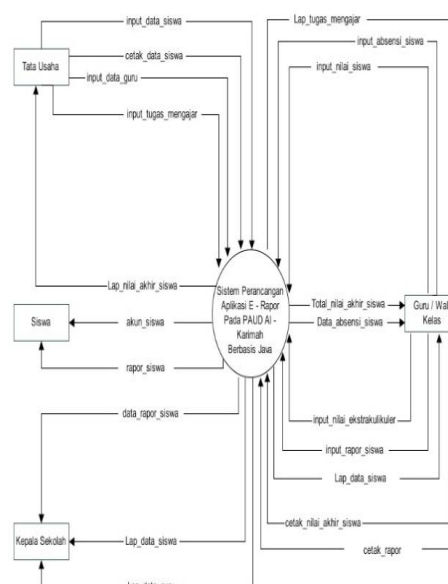 Lap_tugas_mengajar
input_data_siswa
input_absensi_siswa
Tata Usaha
cetak_data_siswa
input_nilai_siswa
input_data_guru
input_tugas_mengajar
Lap_nilai_akhir_siswa
Sistem Perancangan
Aplikasi E - Rapor
Pada PAUD Al -
Karimah
Berbasis Java
Total_nilai_akhir_siswa
Guru / Wal
Kelas
Siswa
akun_siswa
Data_absensi_siswa
rapor_siswa
data_rapor_siswa
input_nilai_ekstrakulikuler
input_rapor_siswa
Lap_data_siswa
cetak_nilai_akhir_siswa
Kepala Sekolah
Lap_data_siswa
cetak_rapor